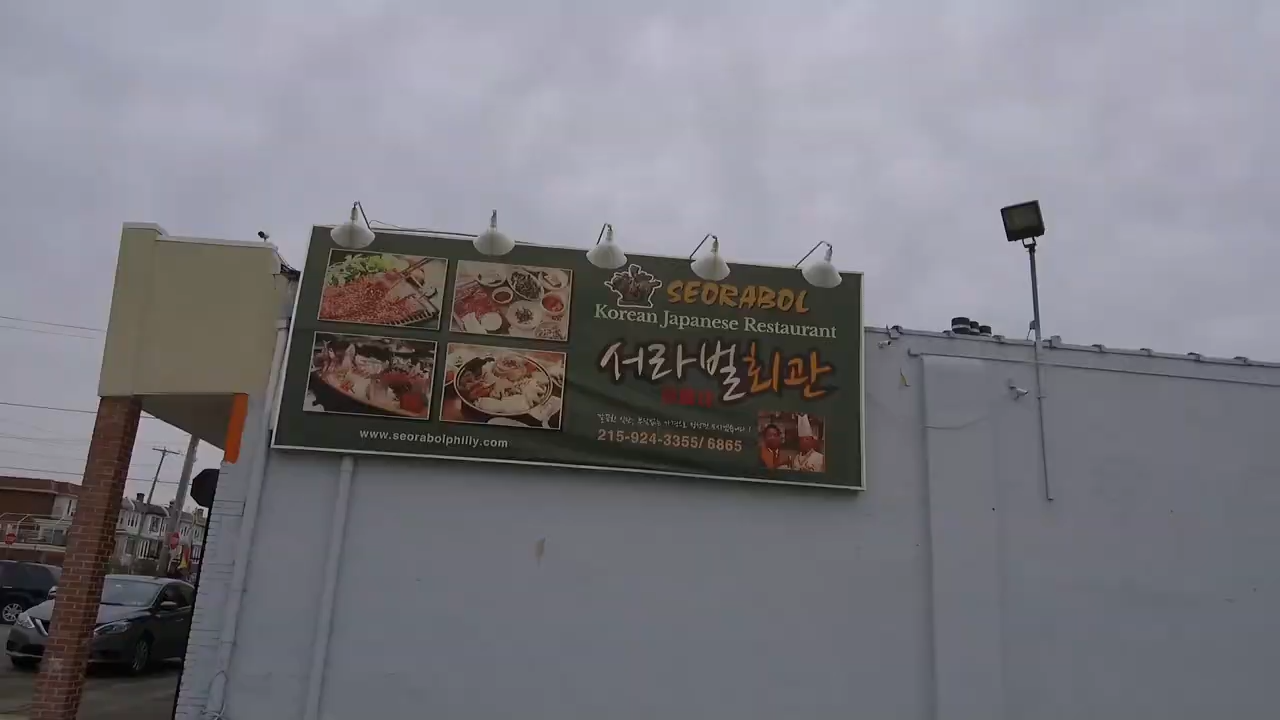 SEORABOL
Korean Japanese Restaurant
서라벌회관
215-924-3355/ 6865
www.seorabolphilly.com